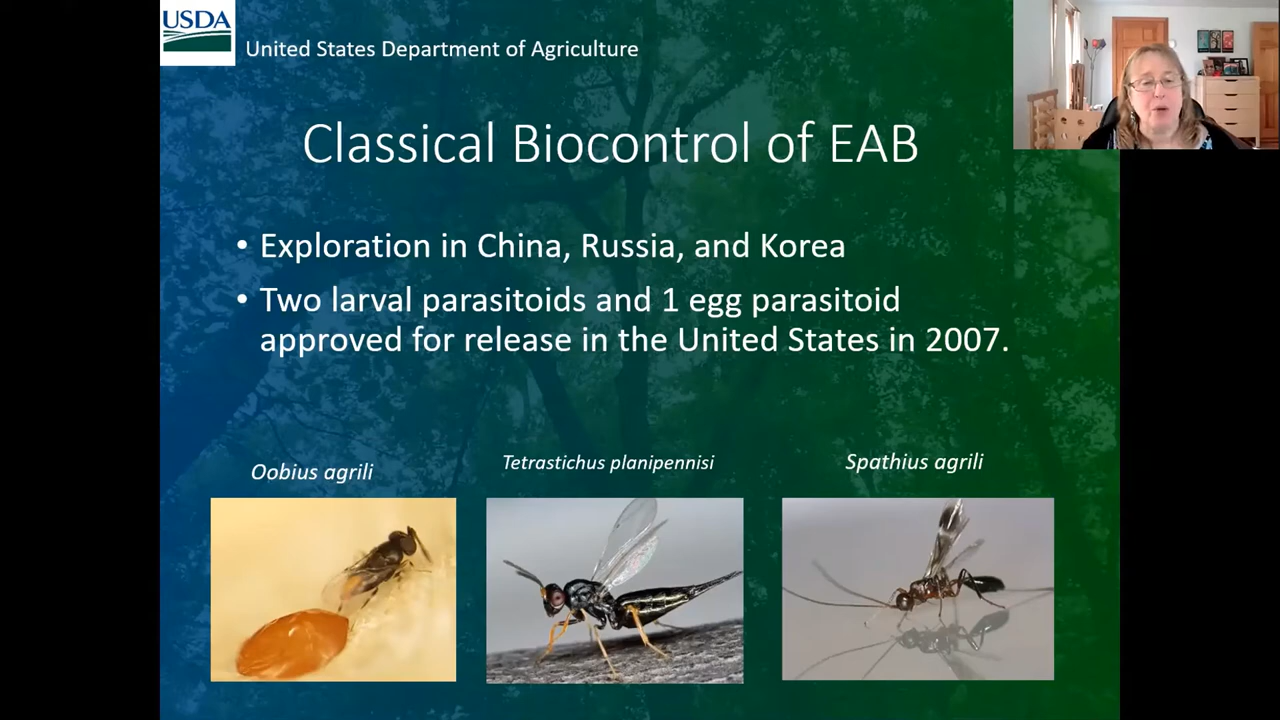 USDA
United States Department of Agriculture
Classical Biocontrol of EAB
• Exploration in China, Russia, and Korea
• Two larval parasitoids and 1 egg parasitoid
approved for release in the United States in 2007.
Oobius agrili
Tetrastichus planipennisi
Spathius agrili